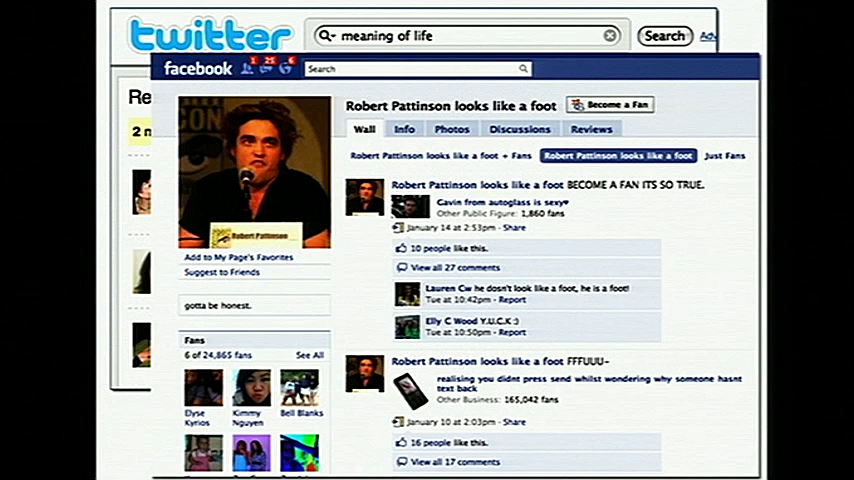 twitter
meaning of life
Search
Adv
facebook
1
25
6
Search
Re
2 n
Robert Pattinson looks like a foot
Become a Fan
Wall
Info
Photos
Discussions
Reviews
Robert Pattinson looks like a foot + Fans
Robert Pattinson looks like a foot
Just Fans
CON
Robert Pattinson
Robert Pattinson looks like a foot BECOME A FAN ITS SO TRUE.
Gavin from autoglass is sexy♥
Other Public Figure: 1,860 fans
January 14 at 2:53pm · Share
10 people like this.
View all 27 comments
Lauren Cw he dosn't look like a foot, he is a foot!
Tue at 10:42pm · Report
Elly C Wood Y.U.C.K :)
Tue at 10:50pm · Report
Add to My Page's Favorites
Suggest to Friends
gotta be honest.
Fans
6 of 24,865 fans
See All
Elyse
Kyrios
Kimmy
Nguyen
Bell Blanks
Robert Pattinson looks like a foot FFFUUU-
realising you didnt press send whilst wondering why someone hasnt
text back
Other Business: 165,042 fans
January 10 at 2:03pm · Share
16 people like this.
View all 17 comments